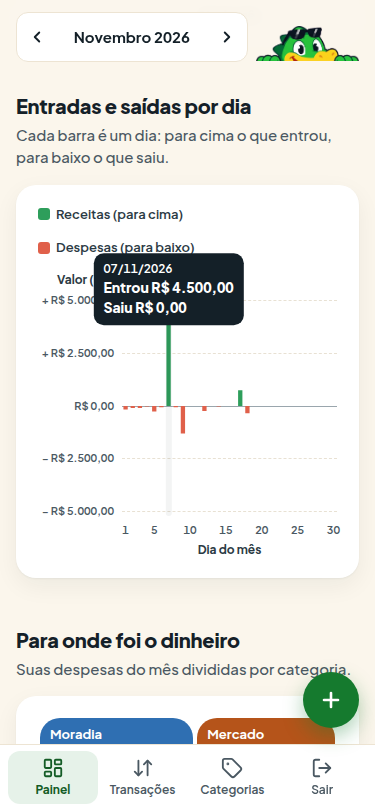 Novembro 2026
Entradas e saídas por dia
Cada barra é um dia: para cima o que entrou,
para baixo o que saiu.
Receitas (para cima)
Despesas (para baixo)
Valor (
07/11/2026
Entrou R$ 4.500,00
Saiu R$ 0,00
+ R$ 5.000
+ R$ 2.500,00
R$ 0,00
− R$ 2.500,00
− R$ 5.000,00
1 5 10 15 20 25 30
Dia do mês
Para onde foi o dinheiro
Suas despesas do mês divididas por categoria.
Moradia Mercado
Painel Transações Categorias Sair